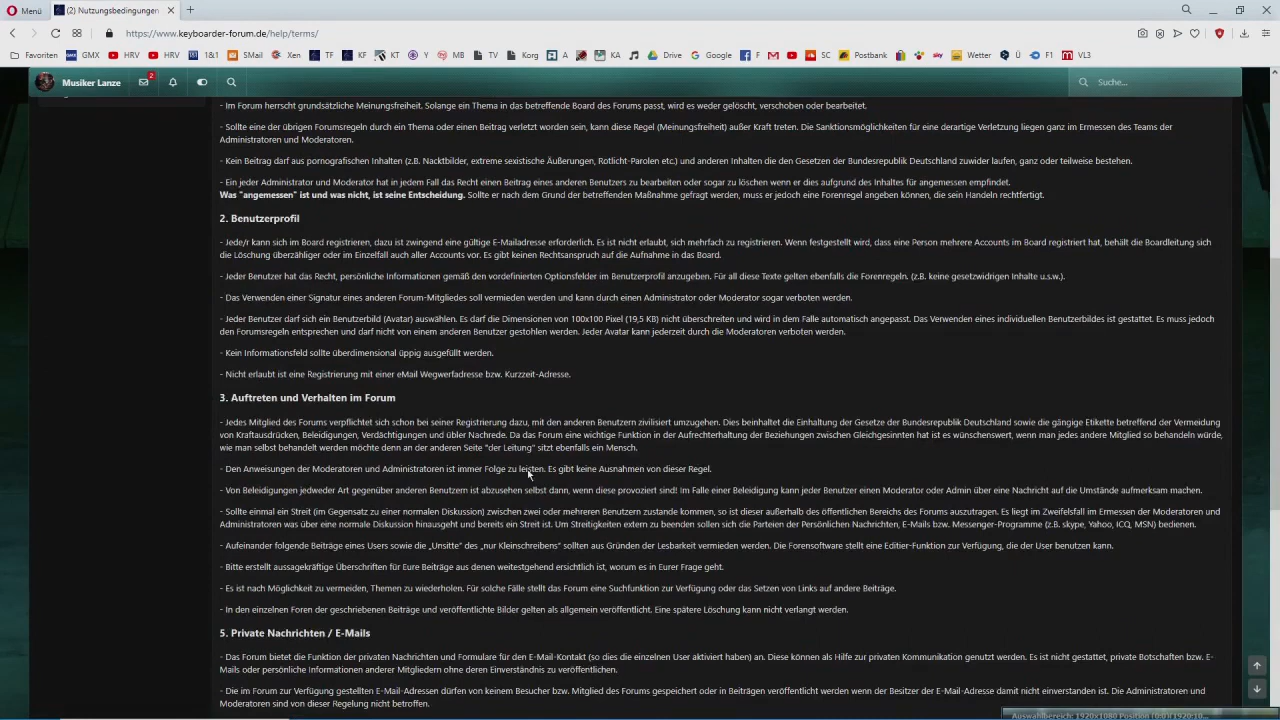 Menü
(2) Nutzungsbedingungen
https://www.keyboarder-forum.de/help/terms/
Favoriten GMX HRV HRV 1&1 SMail Xen TF KF KT Y MB TV Korg A KA Drive Google F M SC Postbank sky Wetter Ü F1 VL3
Musiker Lanze 2 Suche...
- Im Forum herrscht grundsätzliche Meinungsfreiheit. Solange ein Thema in das betreffende Board des Forums passt, wird es weder gelöscht, verschoben oder bearbeitet.
- Sollte eine der übrigen Forumsregeln durch ein Thema oder einen Beitrag verletzt worden sein, kann diese Regel (Meinungsfreiheit) außer Kraft treten. Die Sanktionsmöglichkeiten für eine derartige Verletzung liegen ganz im Ermessen des Teams der
Administratoren und Moderatoren.
- Kein Beitrag darf aus pornografischen Inhalten (z.B. Nacktbilder, extreme sexistische Äußerungen, Rotlicht-Parolen etc.) und anderen Inhalten die den Gesetzen der Bundesrepublik Deutschland zuwider laufen, ganz oder teilweise bestehen.
- Ein jeder Administrator und Moderator hat in jedem Fall das Recht einen Beitrag eines anderen Benutzers zu bearbeiten oder sogar zu löschen wenn er dies aufgrund des Inhaltes für angemessen empfindet.
Was "angemessen" ist und was nicht, ist seine Entscheidung. Sollte er nach dem Grund der betreffenden Maßnahme gefragt werden, muss er jedoch eine Forenregel angeben können, die sein Handeln rechtfertigt.
2. Benutzerprofil
- Jede/r kann sich im Board registrieren, dazu ist zwingend eine gültige E-Mailadresse erforderlich. Es ist nicht erlaubt, sich mehrfach zu registrieren. Wenn festgestellt wird, dass eine Person mehrere Accounts im Board registriert hat, behält die Boardleitung sich
die Löschung überzähliger oder im Einzelfall auch aller Accounts vor. Es gibt keinen Rechtsanspruch auf die Aufnahme in das Board.
- Jeder Benutzer hat das Recht, persönliche Informationen gemäß den vordefinierten Optionsfelder im Benutzerprofil anzugeben. Für all diese Texte gelten ebenfalls die Forenregeln. (z.B. keine gesetzwidrigen Inhalte u.s.w.).
- Das Verwenden einer Signatur eines anderen Forum-Mitgliedes soll vermieden werden und kann durch einen Administrator oder Moderator sogar verboten werden.
- Jeder Benutzer darf sich ein Benutzerbild (Avatar) auswählen. Es darf die Dimensionen von 100x100 Pixel (19,5 KB) nicht überschreiten und wird in dem Falle automatisch angepasst. Das Verwenden eines individuellen Benutzerbildes ist gestattet. Es muss jedoch
den Forumsregeln entsprechen und darf nicht von einem anderen Benutzer gestohlen werden. Jeder Avatar kann jederzeit durch die Moderatoren verboten werden.
- Kein Informationsfeld sollte überdimensional üppig ausgefüllt werden.
- Nicht erlaubt ist eine Registrierung mit einer eMail Wegwerfadresse bzw. Kurzzeit-Adresse.
3. Auftreten und Verhalten im Forum
- Jedes Mitglied des Forums verpflichtet sich schon bei seiner Registrierung dazu, mit den anderen Benutzern zivilisiert umzugehen. Dies beinhaltet die Einhaltung der Gesetze der Bundesrepublik Deutschland sowie die gängige Etikette betreffend der Vermeidung
von Kraftausdrücken, Beleidigungen, Verdächtigungen und übler Nachrede. Da das Forum eine wichtige Funktion in der Aufrechterhaltung der Beziehungen zwischen Gleichgesinnten hat ist es wünschenswert, wenn man jedes andere Mitglied so behandeln würde,
wie man selbst behandelt werden möchte denn an der anderen Seite "der Leitung" sitzt ebenfalls ein Mensch.
- Den Anweisungen der Moderatoren und Administratoren ist immer Folge zu leisten. Es gibt keine Ausnahmen von dieser Regel.
- Von Beleidigungen jedweder Art gegenüber anderen Benutzern ist abzusehen selbst dann, wenn diese provoziert sind! Im Falle einer Beleidigung kann jeder Benutzer einen Moderator oder Admin über eine Nachricht auf die Umstände aufmerksam machen.
- Sollte einmal ein Streit (im Gegensatz zu einer normalen Diskussion) zwischen zwei oder mehreren Benutzern zustande kommen, so ist dieser außerhalb des öffentlichen Bereichs des Forums auszutragen. Es liegt im Zweifelsfall im Ermessen der Moderatoren und
Administratoren was über eine normale Diskussion hinausgeht und bereits ein Streit ist. Um Streitigkeiten extern zu beenden sollen sich die Parteien der Persönlichen Nachrichten, E-Mails bzw. Messenger-Programme (z.B. skype, Yahoo, ICQ, MSN) bedienen.
- Aufeinander folgende Beiträge eines Users sowie die „Unsitte“ des „nur Kleinschreibens“ sollten aus Gründen der Lesbarkeit vermieden werden. Die Forensoftware stellt eine Editier-Funktion zur Verfügung, die der User benutzen kann.
- Bitte erstellt aussagekräftige Überschriften für Eure Beiträge aus denen weitestgehend ersichtlich ist, worum es in Eurer Frage geht.
- Es ist nach Möglichkeit zu vermeiden, Themen zu wiederholen. Für solche Fälle stellt das Forum eine Suchfunktion zur Verfügung oder das Setzen von Links auf andere Beiträge.
- In den einzelnen Foren der geschriebenen Beiträge und veröffentlichte Bilder gelten als allgemein veröffentlicht. Eine spätere Löschung kann nicht verlangt werden.
5. Private Nachrichten / E-Mails
- Das Forum bietet die Funktion der privaten Nachrichten und Formulare für den E-Mail-Kontakt (so dies die einzelnen User aktiviert haben) an. Diese können als Hilfe zur privaten Kommunikation genutzt werden. Es ist nicht gestattet, private Botschaften bzw. E-
Mails oder persönliche Informationen anderer Mitgliedern ohne deren Einverständnis zu veröffentlichen.
- Die im Forum zur Verfügung gestellten E-Mail-Adressen dürfen von keinem Besucher bzw. Mitglied des Forums gespeichert oder in Beiträgen veröffentlicht werden wenn der Besitzer der E-Mail-Adresse damit nicht einverstanden ist. Die Administratoren und
Moderatoren sind von dieser Regelung nicht betroffen.
Auswahlbereich: 1920x1080 Position (0:0)/(1920:10...